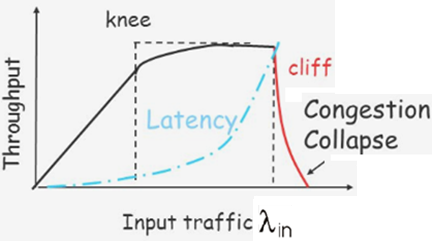 knee
cliff
Throughput
Latency
Congestion
Collapse
Input traffic λin